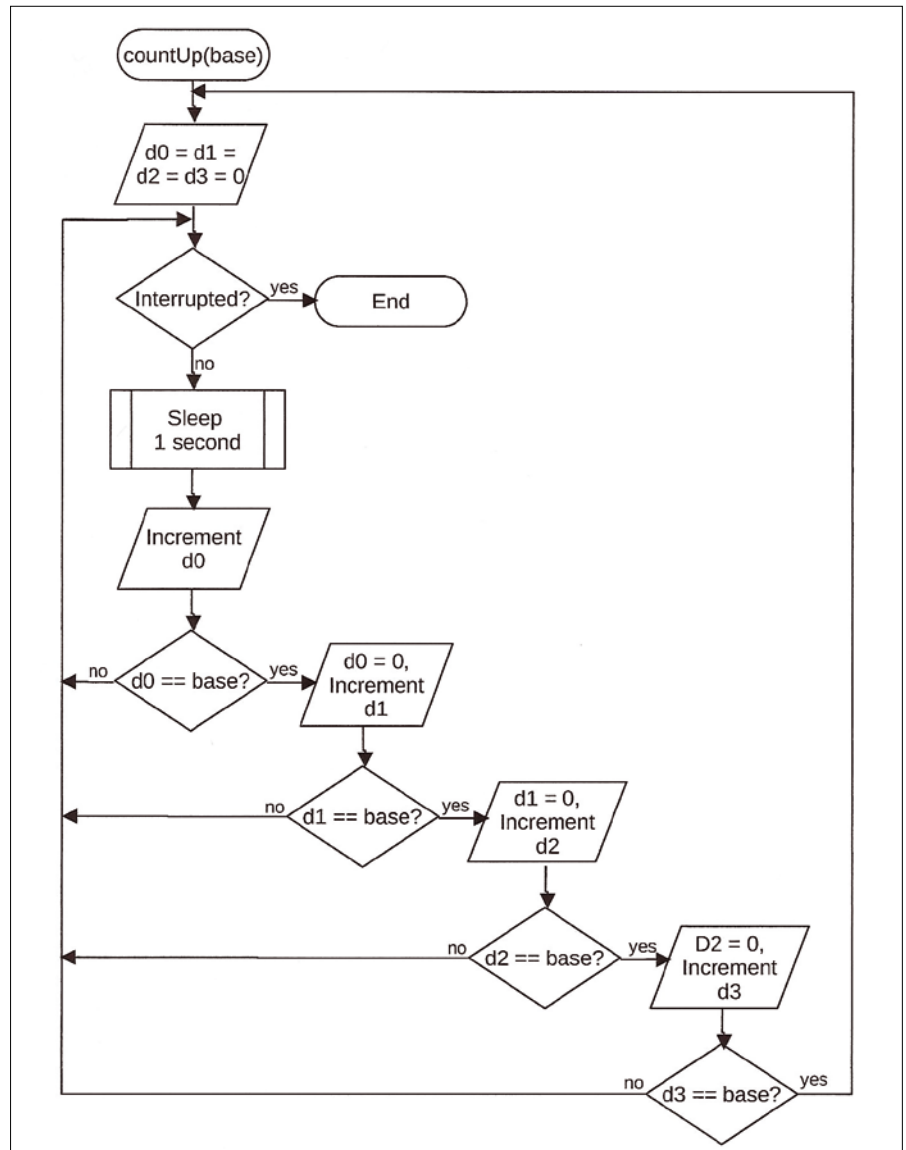 countUp(base)
d0 = d1 =
d2 = d3 = 0
Interrupted?
yes
End
no
Sleep
1 second
Increment
d0
no
d0 == base?
yes
d0 = 0,
Increment
d1
no
d1 == base?
yes
d1 = 0,
Increment
d2
no
d2 == base?
yes
D2 = 0,
Increment
d3
no
d3 == base?
yes